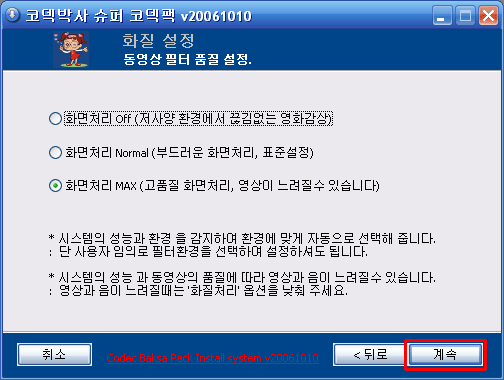 코덱박사 슈퍼 코덱팩 v20061010
화질 설정
동영상 필터 품질 설정.
화면처리 Off (저사양 환경에서 끊김없는 영화감상)
화면처리 Normal (부드러운 화면처리, 표준설정)
화면처리 MAX (고품질 화면처리, 영상이 느려질수 있습니다)
* 시스템의 성능과 환경 을 감지하며 환경에 맞게 자동으로 선택해 줍니다.
: 단 사용자 임의로 필터환경을 선택하며 설정하셔도 됩니다.
* 시스템의 성능 과 동영상의 품질에 따라 영상과 음이 느려질수 있습니다.
: 영상과 음이 느려질때는 '화질처리' 옵션을 낮춰 주세요.
취소
Codec Baksa Pack Install system v20061010
< 뒤로
계속